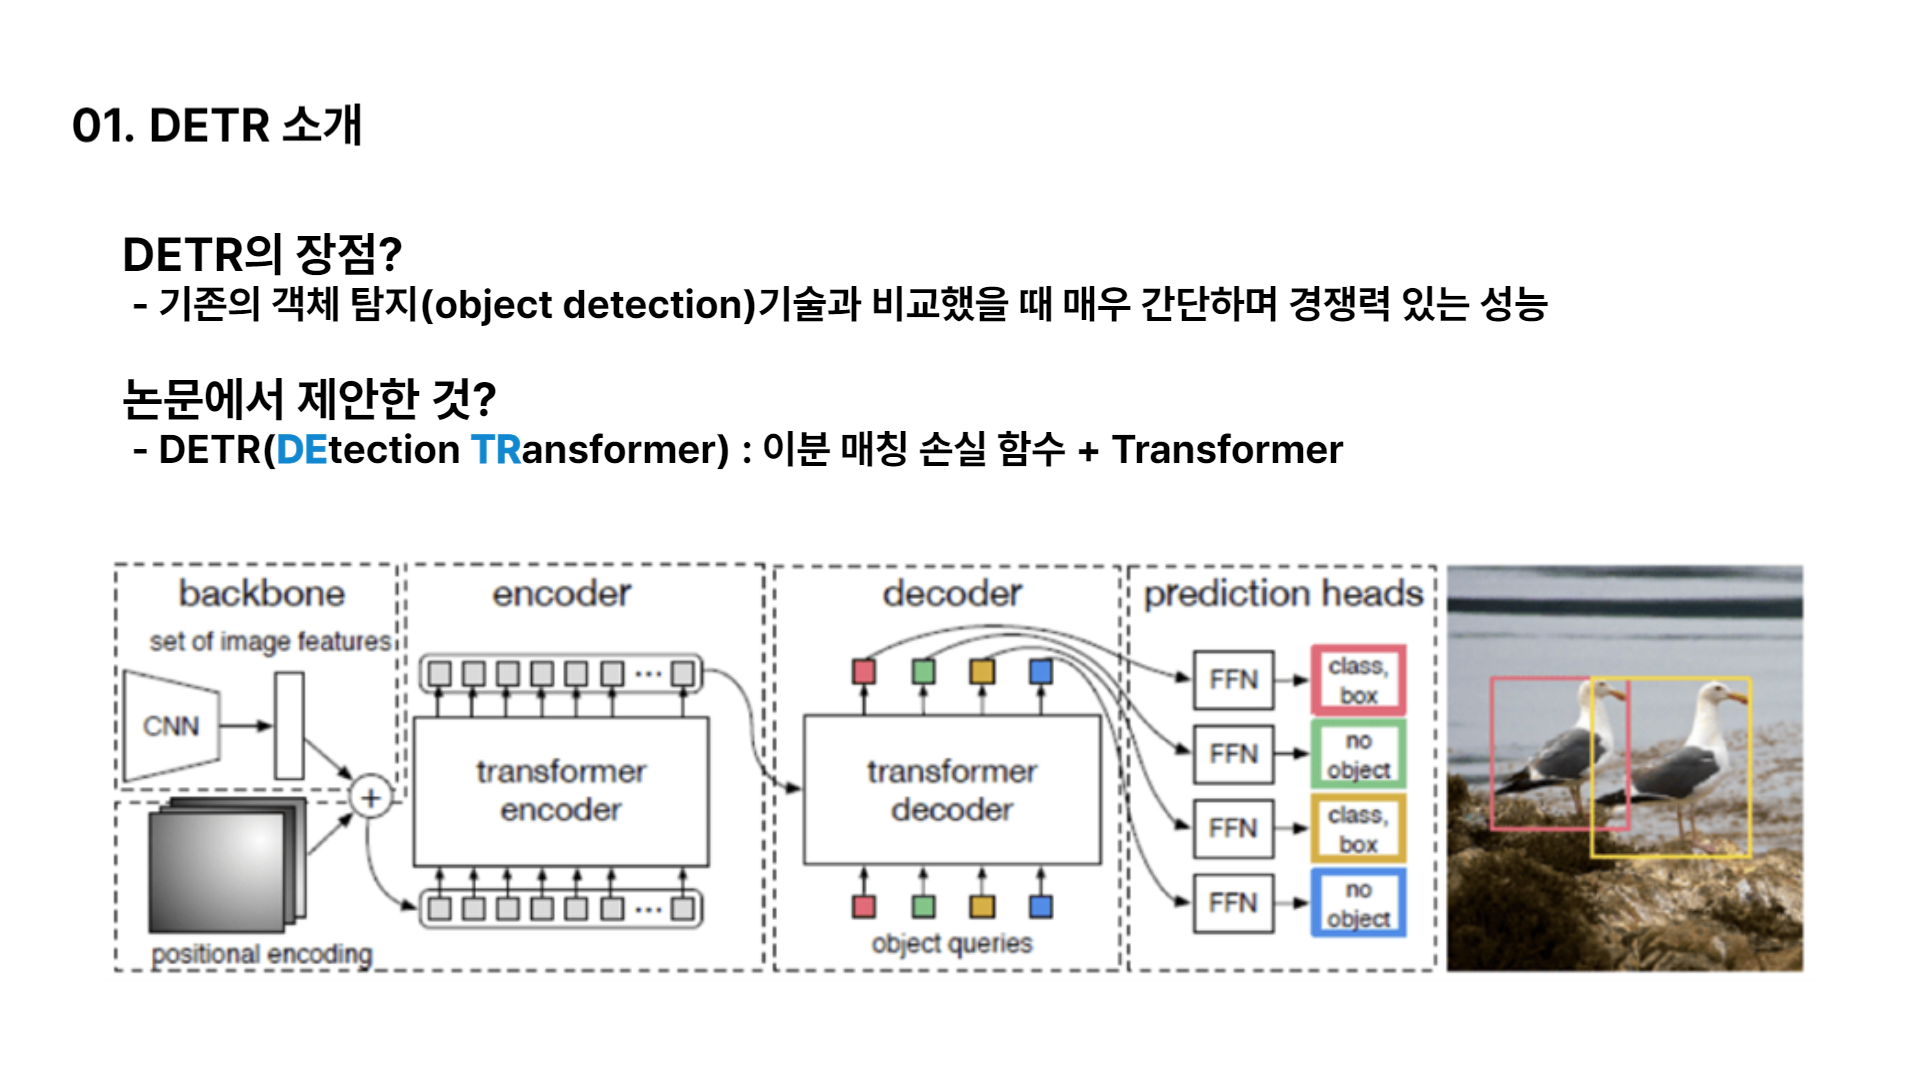 01. DETR 소개
DETR의 장점?
- 기존의 객체 탐지(object detection)기술과 비교했을 때 매우 간단하며 경쟁력 있는 성능
논문에서 제안한 것?
- DETR(DEtection TRansformer) : 이분 매칭 손실 함수 + Transformer
backbone
set of image features
CNN
+
positional encoding
encoder
...
transformer
encoder
...
decoder
transformer
decoder
object queries
prediction heads
FFN
class,
box
FFN
no
object
FFN
class,
box
FFN
no
object